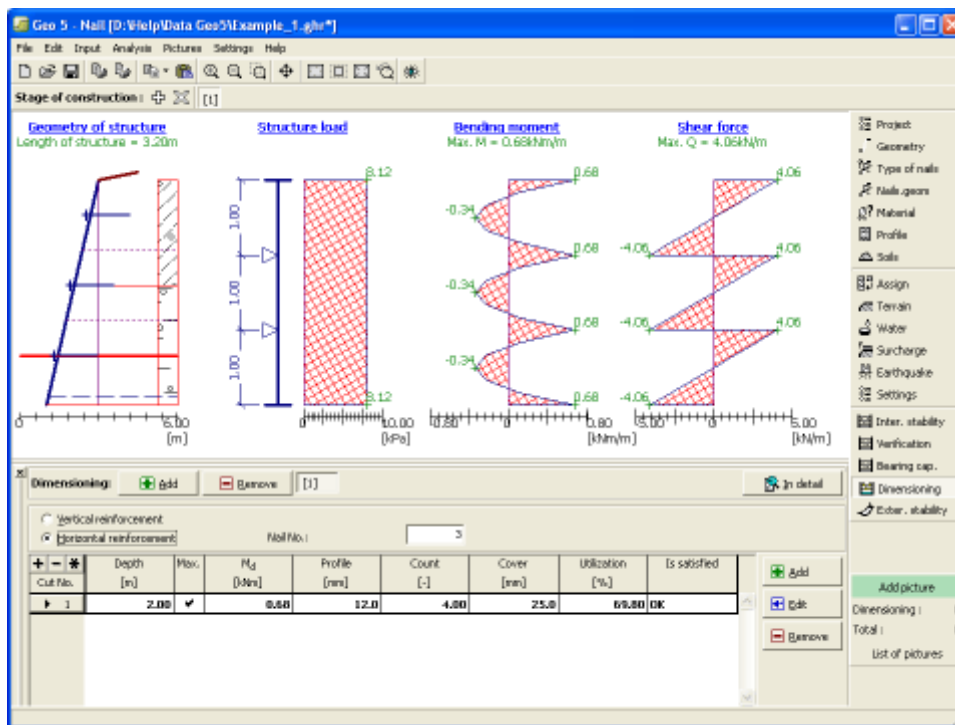 Geo 5 - Nail [D:\Help\Data Geo5\Example_1.ghr*]
File Edit Input Analysis Pictures Settings Help
Stage of construction : [1]
Geometry of structure
Length of structure = 3.20m
Structure load
Bending moment
Max. M = 0.68kNm/m
Shear force
Max. Q = 4.06kN/m
8.12
0.68
4.06
1.00
-0.34
-4.06
0.68
4.06
1.00
-0.34
-4.06
0.68
4.06
1.00
-0.34
8.12
-4.06
0.68
4.06
0
6.00
[m]
0
10.00
[kPa]
-0.80
0
0.80
[kNm/m]
-5.00
0
5.00
[kN/m]
Project
Geometry
Type of nails
Nails.geom
Material
Profile
Soils
Assign
Terrain
Water
Surcharge
Earthquake
Settings
Inter. stability
Verification
Bearing cap.
Dimensioning
Exter. stability
Add picture
Dimensioning :
Total :
List of pictures
Dimensioning: Add Remove [1] In detail
Vertical reinforcement
Horizontal reinforcement Nail No.: 3
Cut No. Depth Max. Md Profile Count Cover Utilization Is satisfied
[m] [kNm] [mm] [-] [mm] [%]
1 2.00 0.68 12.0 4.00 25.0 69.80 OK
Add
Edit
Remove